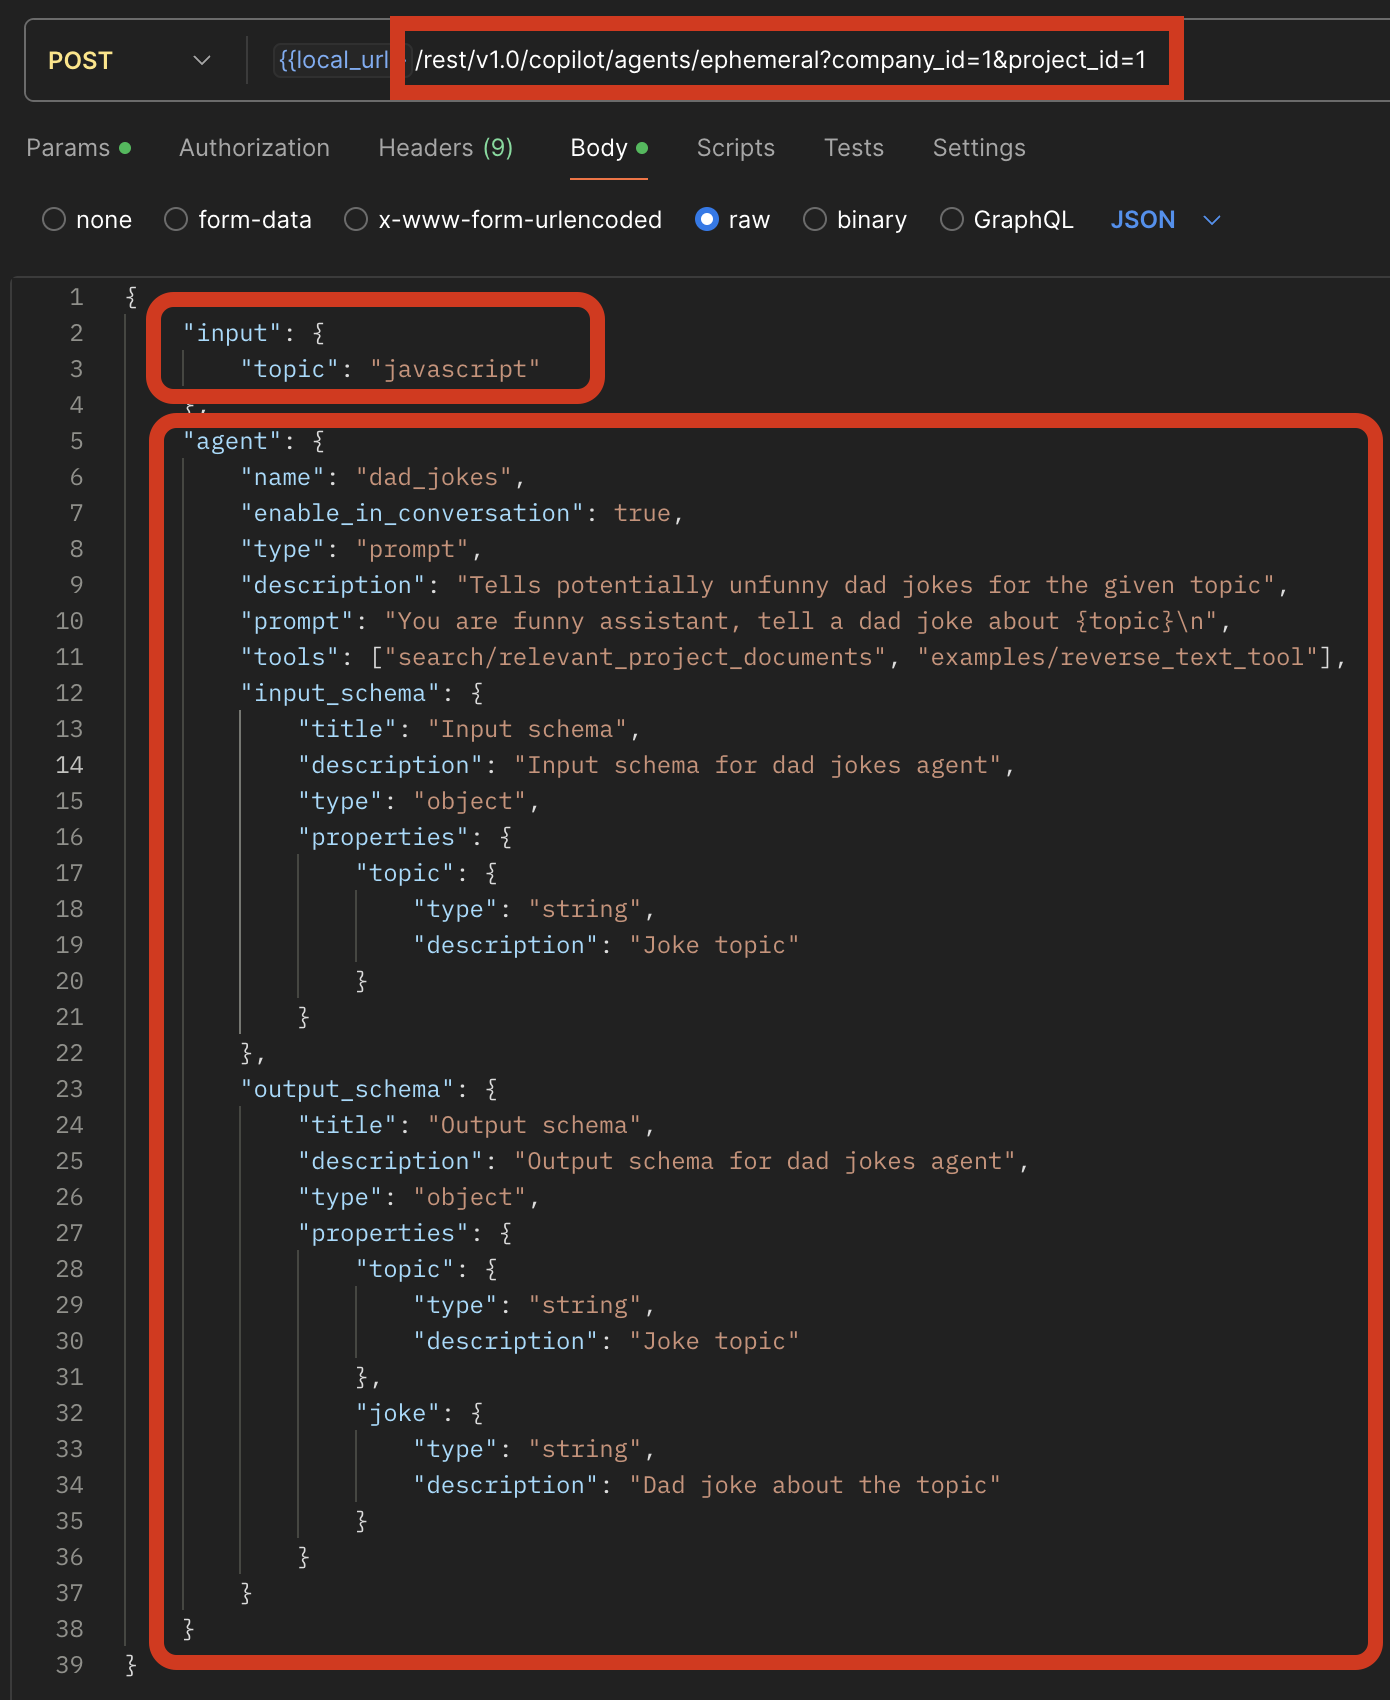 POST {{local_url /rest/v1.0/copilot/agents/ephemeral?company_id=1&project_id=1
Params Authorization Headers (9) Body Scripts Tests Settings
none form-data x-www-form-urlencoded raw binary GraphQL JSON
1 {
2 "input": {
3 "topic": "javascript"
4 },
5 "agent": {
6 "name": "dad_jokes",
7 "enable_in_conversation": true,
8 "type": "prompt",
9 "description": "Tells potentially unfunny dad jokes for the given topic",
10 "prompt": "You are funny assistant, tell a dad joke about {topic}\n",
11 "tools": ["search/relevant_project_documents", "examples/reverse_text_tool"],
12 "input_schema": {
13 "title": "Input schema",
14 "description": "Input schema for dad jokes agent",
15 "type": "object",
16 "properties": {
17 "topic": {
18 "type": "string",
19 "description": "Joke topic"
20 }
21 }
22 },
23 "output_schema": {
24 "title": "Output schema",
25 "description": "Output schema for dad jokes agent",
26 "type": "object",
27 "properties": {
28 "topic": {
29 "type": "string",
30 "description": "Joke topic"
31 },
32 "joke": {
33 "type": "string",
34 "description": "Dad joke about the topic"
35 }
36 }
37 }
38 }
39 }